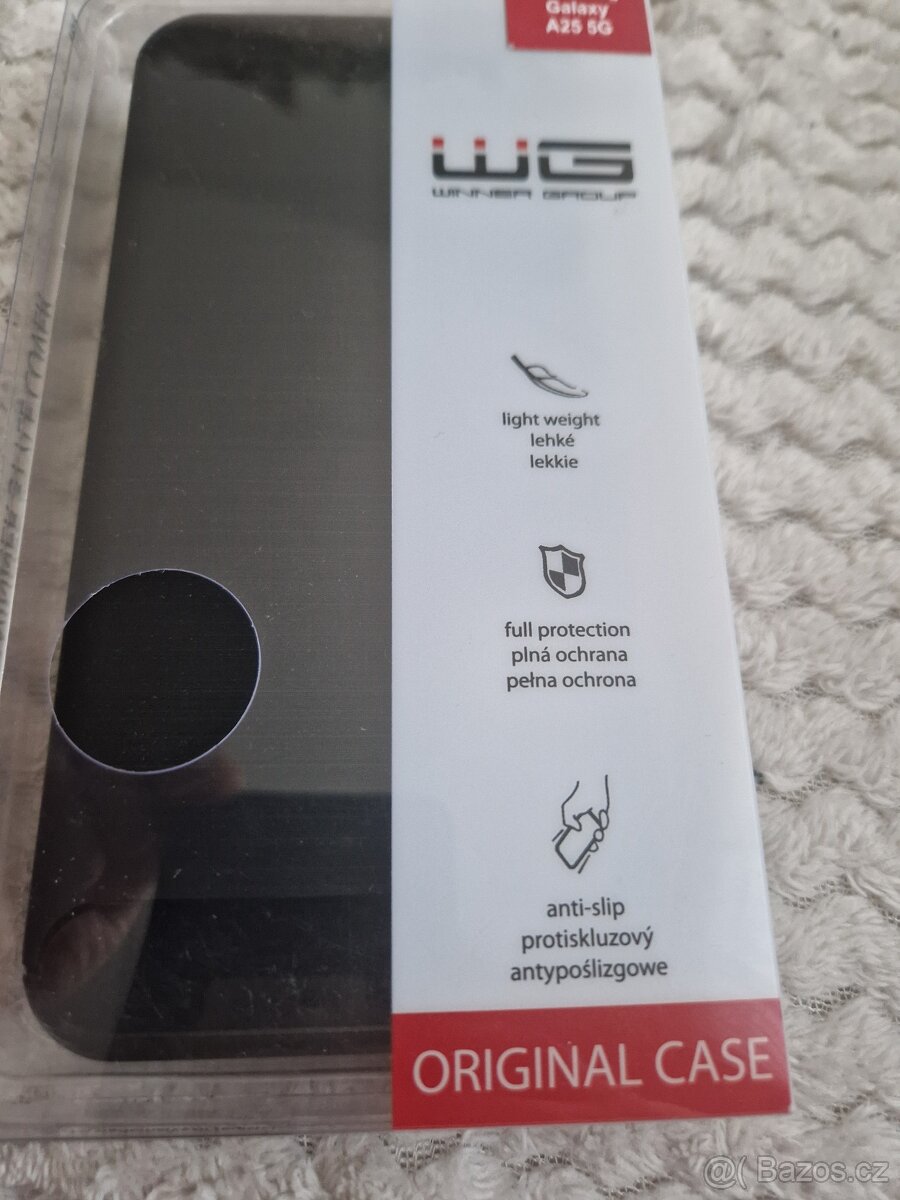 Galaxy
A25 5G
WG
WINNER GROUP
light weight
lehké
lekkie
full protection
plná ochrana
pełna ochrona
anti-slip
protiskluzový
antypoślizgowe
ORIGINAL CASE
@( Bazos.cz